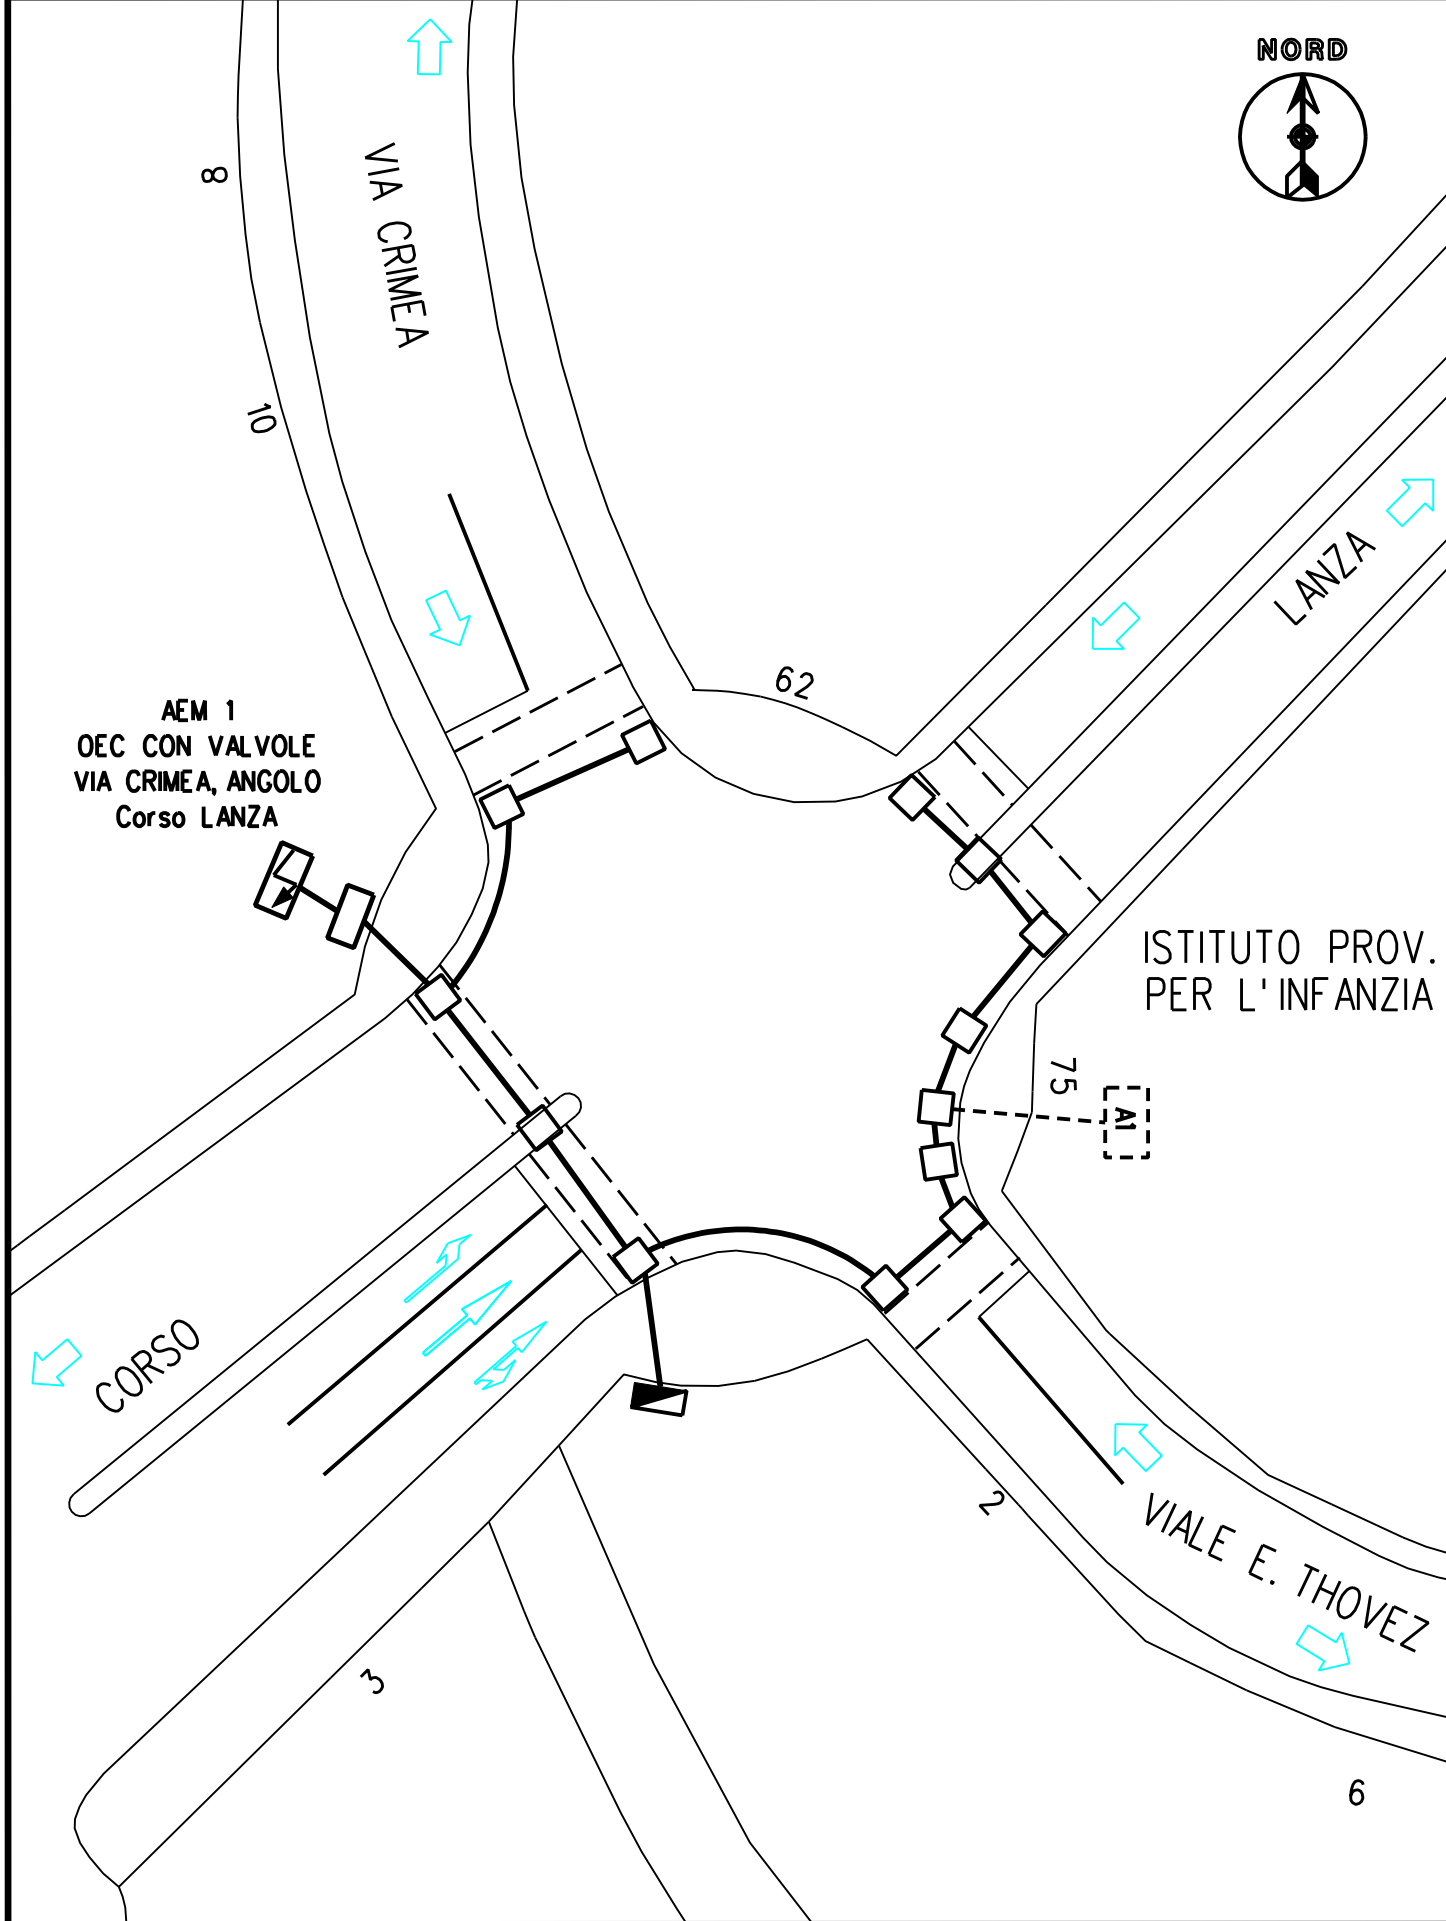 NORD
8
VIA CRIMEA
10
LANZA
62
AEM 1
OEC CON VALVOLE
VIA CRIMEA, ANGOLO
Corso LANZA
ISTITUTO PROV.
PER L'INFANZIA
75
A1
CORSO
2
VIALE E. THOVEZ
3
6